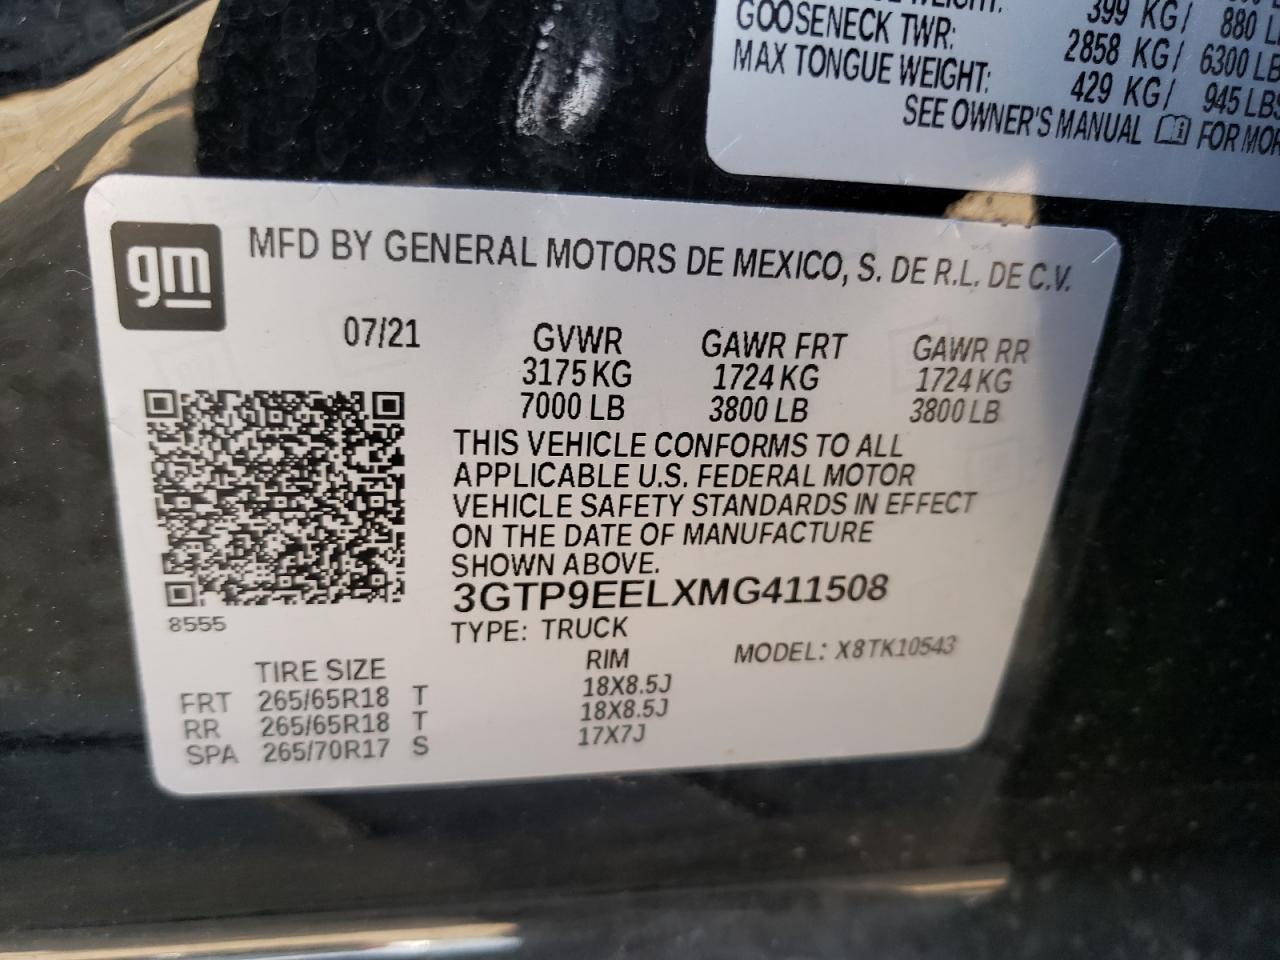 399 KG/ 880
GOOSENECK TWR: 2858 KG/ 6300 LB
MAX TONGUE WEIGHT: 429 KG/ 945 LBS
SEE OWNER'S MANUAL FOR MOR
gm
MFD BY GENERAL MOTORS DE MEXICO, S. DE R.L. DE C.V.
07/21 GVWR GAWR FRT GAWR RR
3175 KG 1724 KG 1724 KG
7000 LB 3800 LB 3800 LB
THIS VEHICLE CONFORMS TO ALL
APPLICABLE U.S. FEDERAL MOTOR
VEHICLE SAFETY STANDARDS IN EFFECT
ON THE DATE OF MANUFACTURE
SHOWN ABOVE.
3GTP9EELXMG411508
8555
TYPE: TRUCK
TIRE SIZE RIM MODEL: X8TK10543
FRT 265/65R18 T 18X8.5J
RR 265/65R18 T 18X8.5J
SPA 265/70R17 S 17X7J